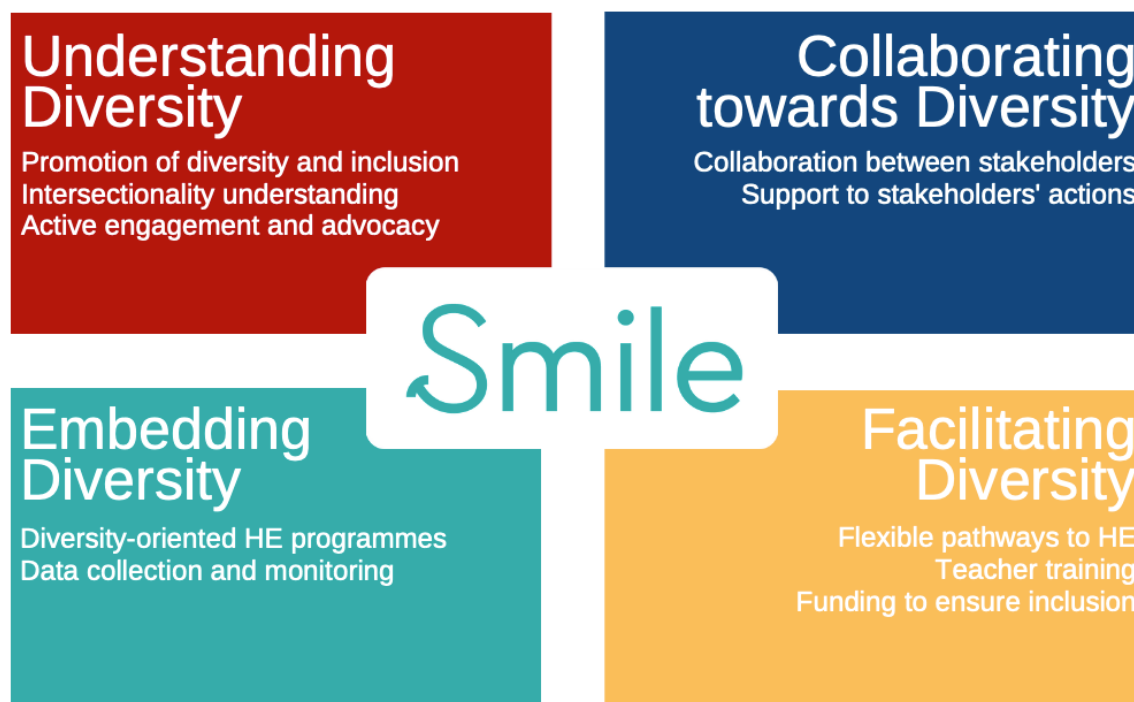 Understanding
Diversity
Promotion of diversity and inclusion
Intersectionality understanding
Active engagement and advocacy
Collaborating
towards Diversity
Collaboration between stakeholders
Support to stakeholders' actions
Smile
Embedding
Diversity
Diversity-oriented HE programmes
Data collection and monitoring
Facilitating
Diversity
Flexible pathways to HE
Teacher training
Funding to ensure inclusion